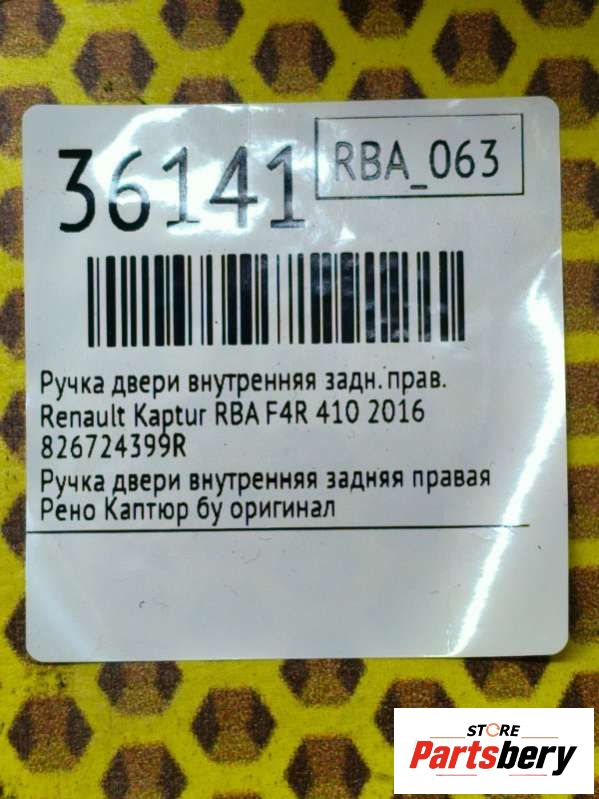 36141
RBA_063
Ручка двери внутренняя задн. прав.
Renault Kaptur RBA F4R 410 2016
826724399R
Ручка двери внутренняя задняя правая
Рено Каптюр бу оригинал
STORE
Partsbery